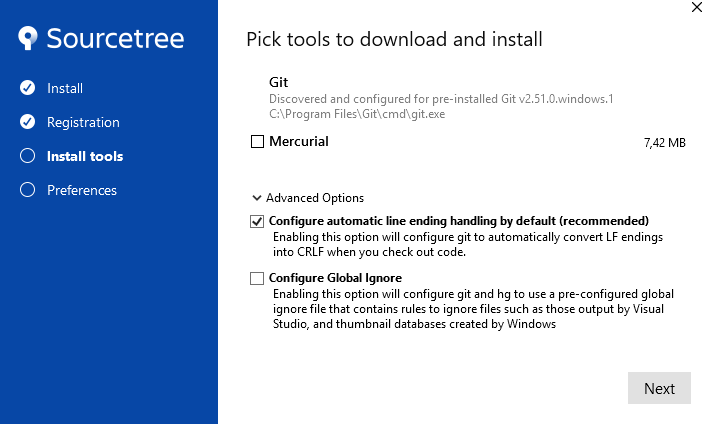 Sourcetree
Install
Registration
Install tools
Preferences
Pick tools to download and install
Git
Discovered and configured for pre-installed Git v2.51.0.windows.1
C:\Program Files\Git\cmd\git.exe
Mercurial
7,42 MB
Advanced Options
Configure automatic line ending handling by default (recommended)
Enabling this option will configure git to automatically convert LF endings
into CRLF when you check out code.
Configure Global Ignore
Enabling this option will configure git and hg to use a pre-configured global
ignore file that contains rules to ignore files such as those output by Visual
Studio, and thumbnail databases created by Windows
Next